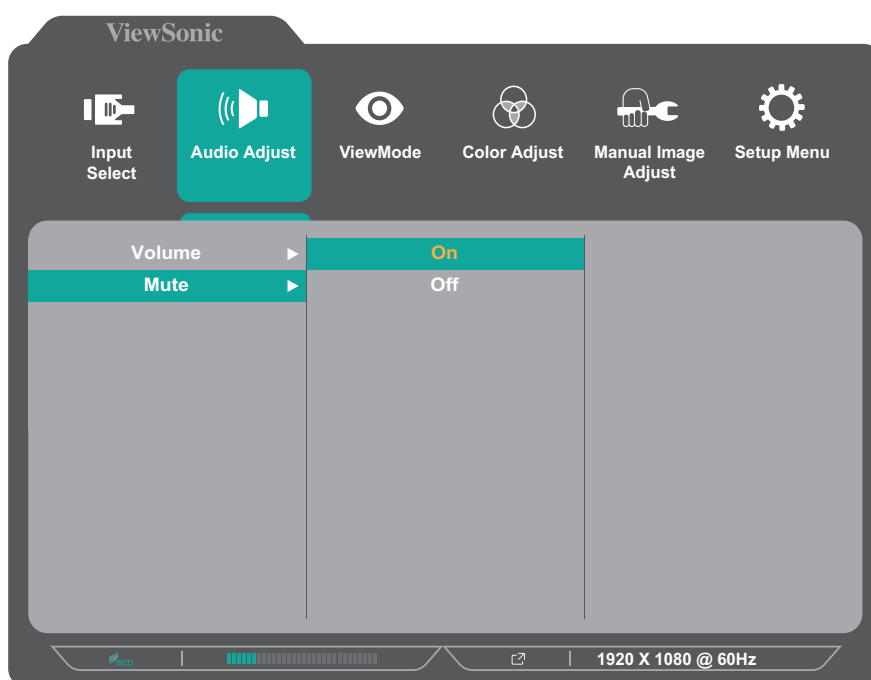 ViewSonic
Input
Select
Audio Adjust
ViewMode
Color Adjust
Manual Image
Adjust
Setup Menu
Volume
On
Mute
Off
eco
1920 X 1080 @ 60Hz